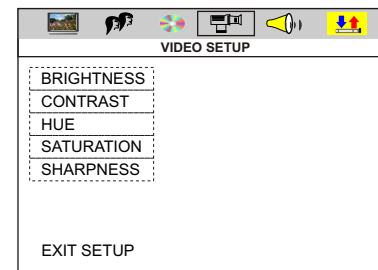 VIDEO SETUP
BRIGHTNESS
CONTRAST
HUE
SATURATION
SHARPNESS
EXIT SETUP